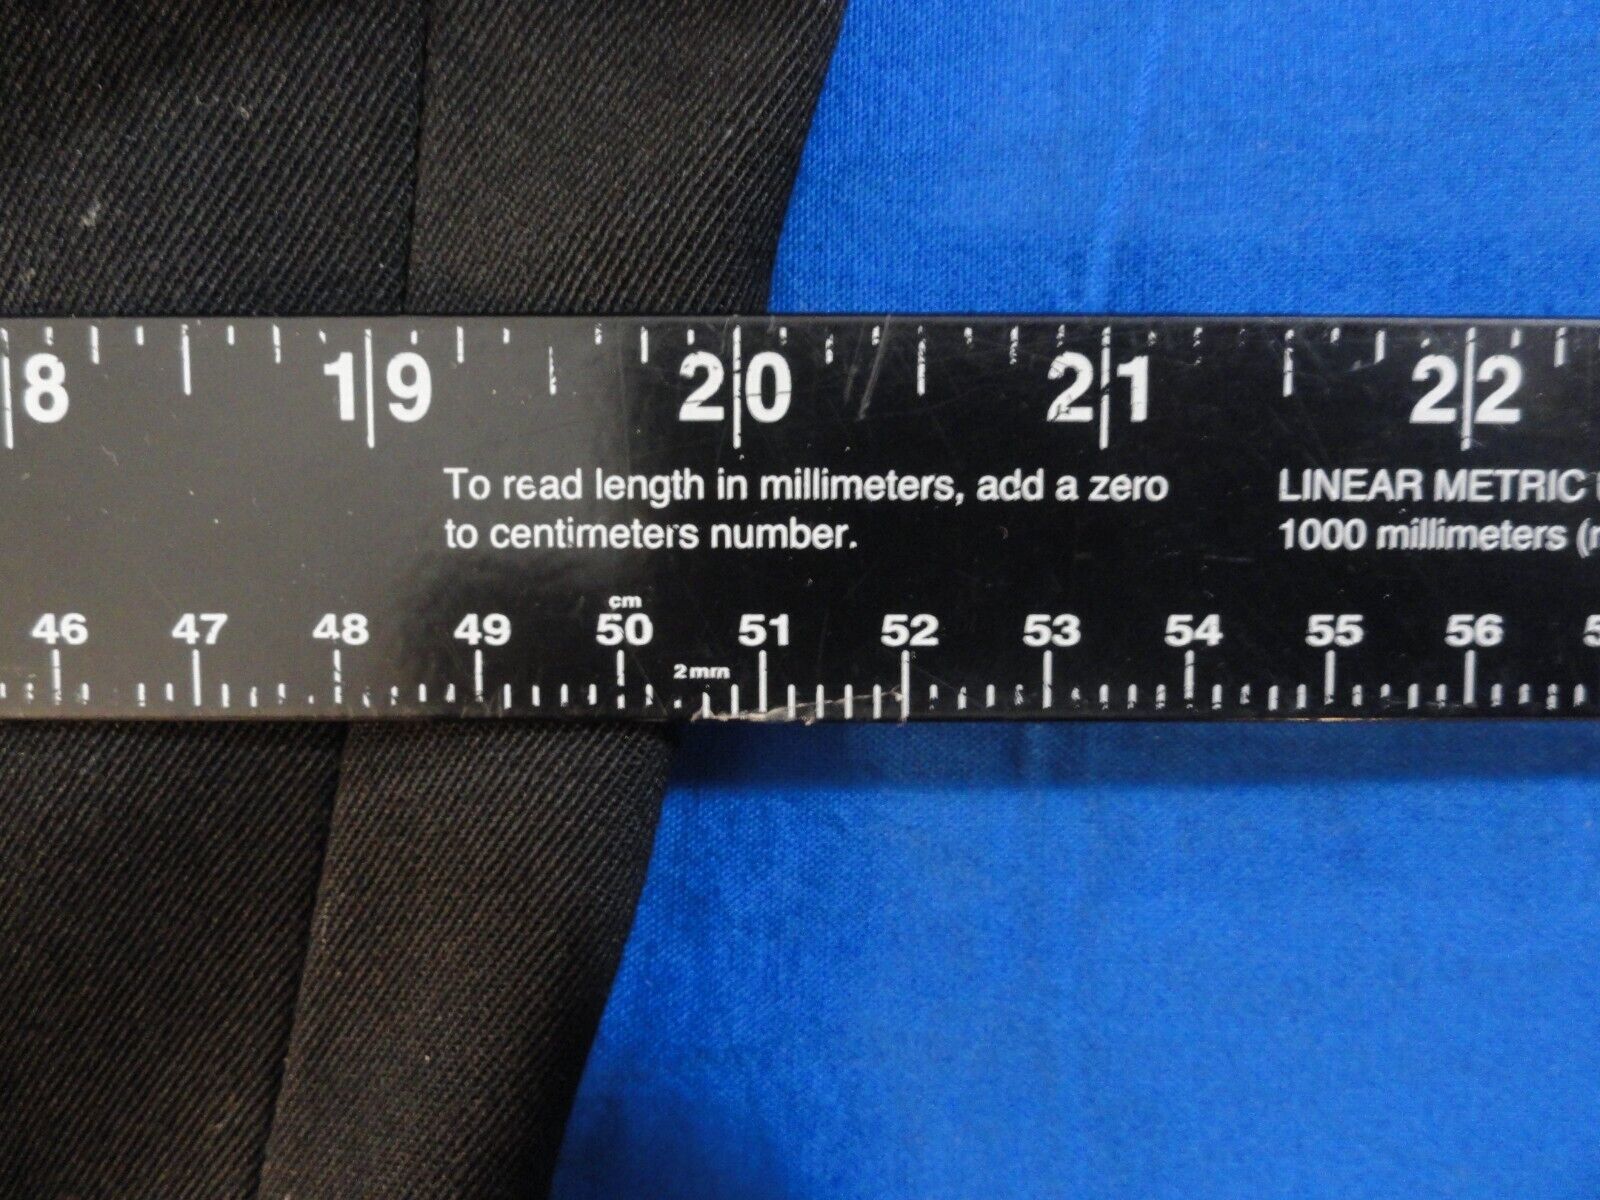 8 19 20 21 22
To read length in millimeters, add a zero
to centimeters number.
LINEAR METRIC
1000 millimeters
cm
46 47 48 49 50 51 52 53 54 55 56
2mm